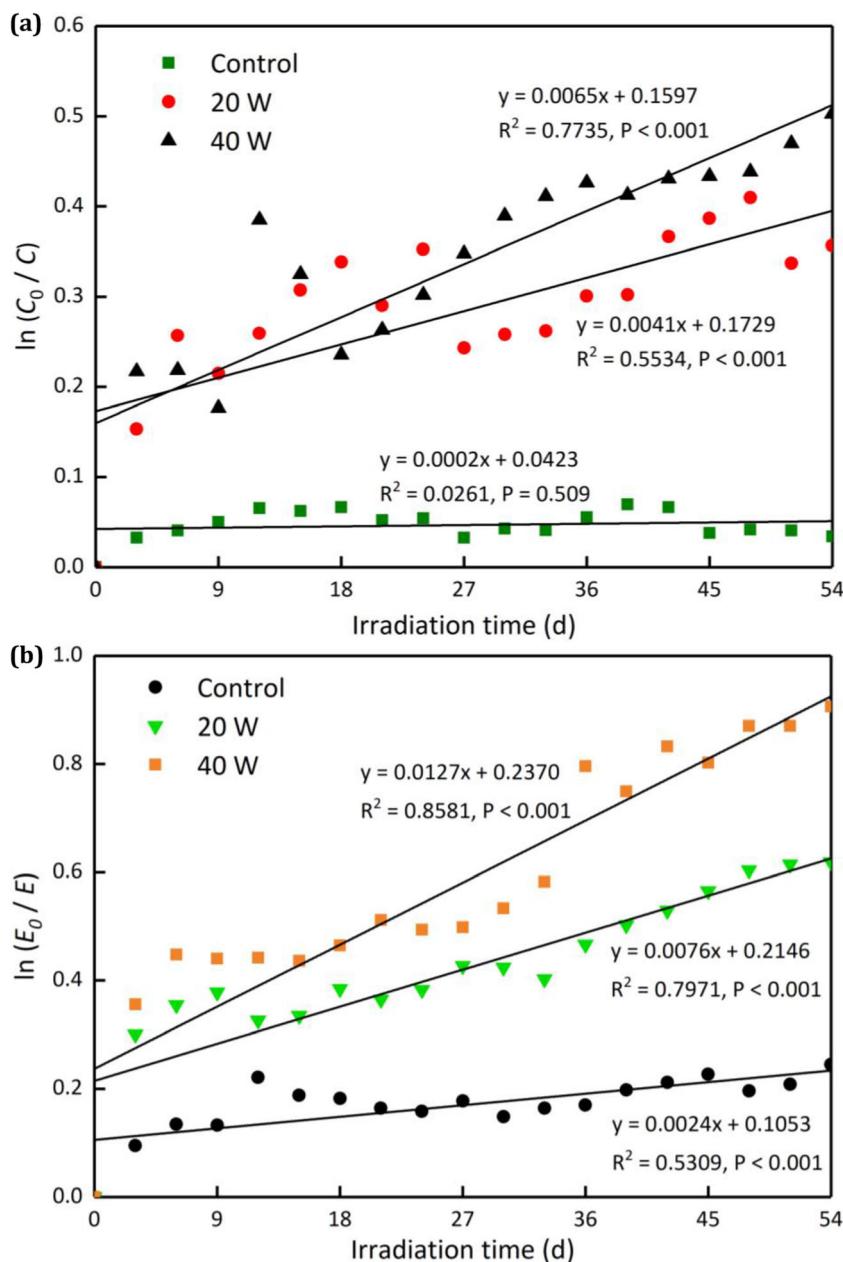 (a)
0.6
0.5
0.4
0.3
0.2
0.1
0.0
ln (C₀ / C)
Control
20 W
40 W
y = 0.0065x + 0.1597
R² = 0.7735, P < 0.001
y = 0.0041x + 0.1729
R² = 0.5534, P < 0.001
y = 0.0002x + 0.0423
R² = 0.0261, P = 0.509
0 9 18 27 36 45 54
Irradiation time (d)
(b)
1.0
0.8
0.6
0.4
0.2
0.0
ln (E₀ / E)
Control
20 W
40 W
y = 0.0127x + 0.2370
R² = 0.8581, P < 0.001
y = 0.0076x + 0.2146
R² = 0.7971, P < 0.001
y = 0.0024x + 0.1053
R² = 0.5309, P < 0.001
0 9 18 27 36 45 54
Irradiation time (d)